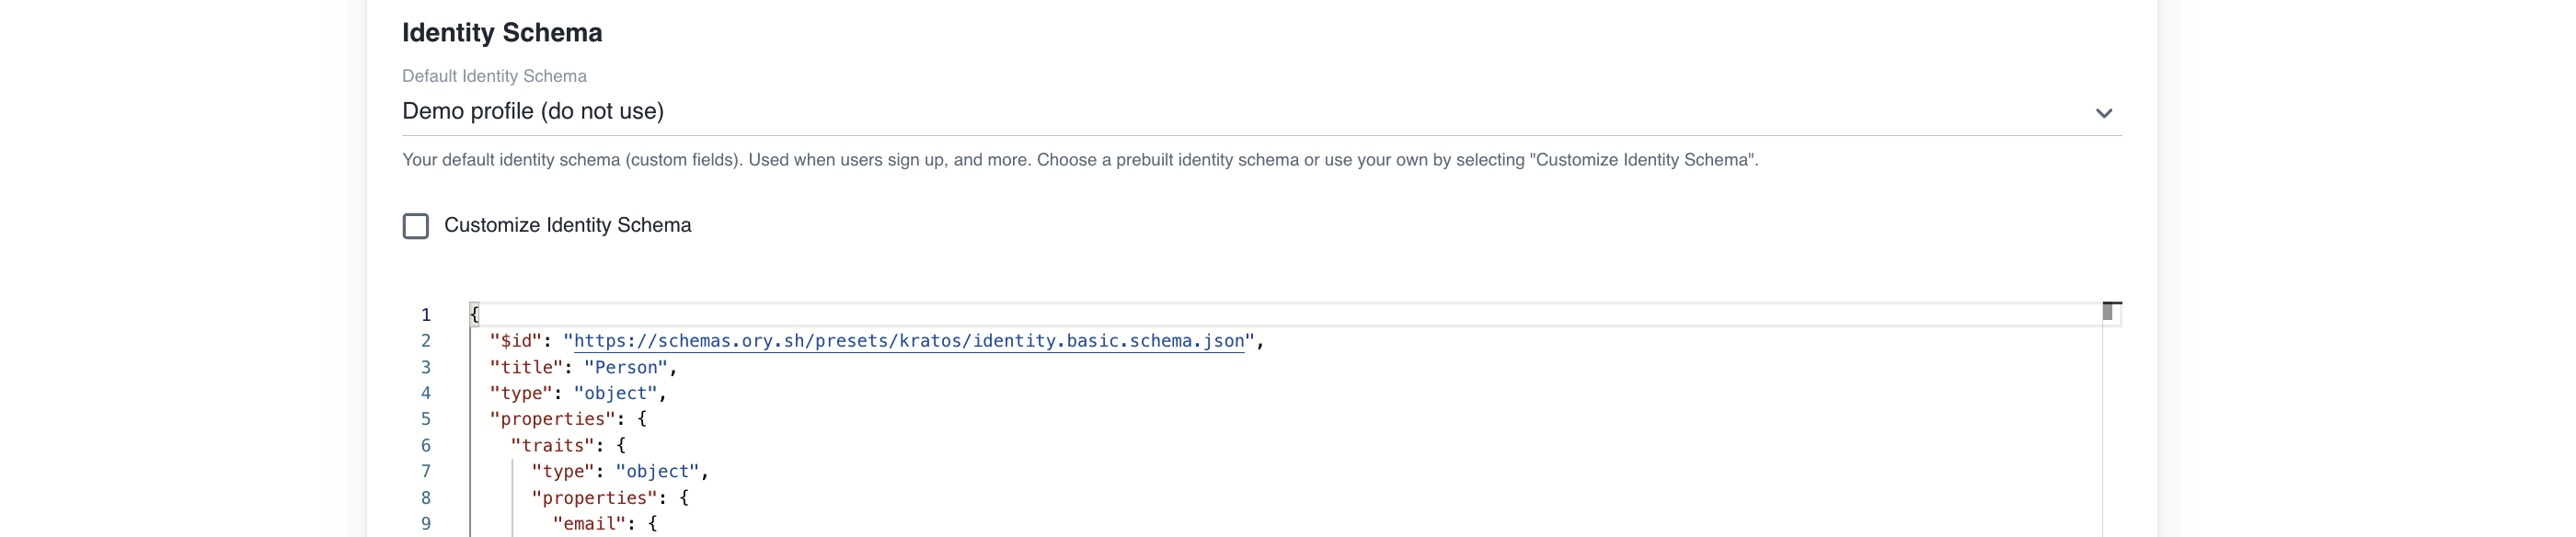 Identity Schema
Default Identity Schema
Demo profile (do not use)
Your default identity schema (custom fields). Used when users sign up, and more. Choose a prebuilt identity schema or use your own by selecting "Customize Identity Schema".
Customize Identity Schema
1 {
2 "$id": "https://schemas.ory.sh/presets/kratos/identity.basic.schema.json",
3 "title": "Person",
4 "type": "object",
5 "properties": {
6 "traits": {
7 "type": "object",
8 "properties": {
9 "email": {